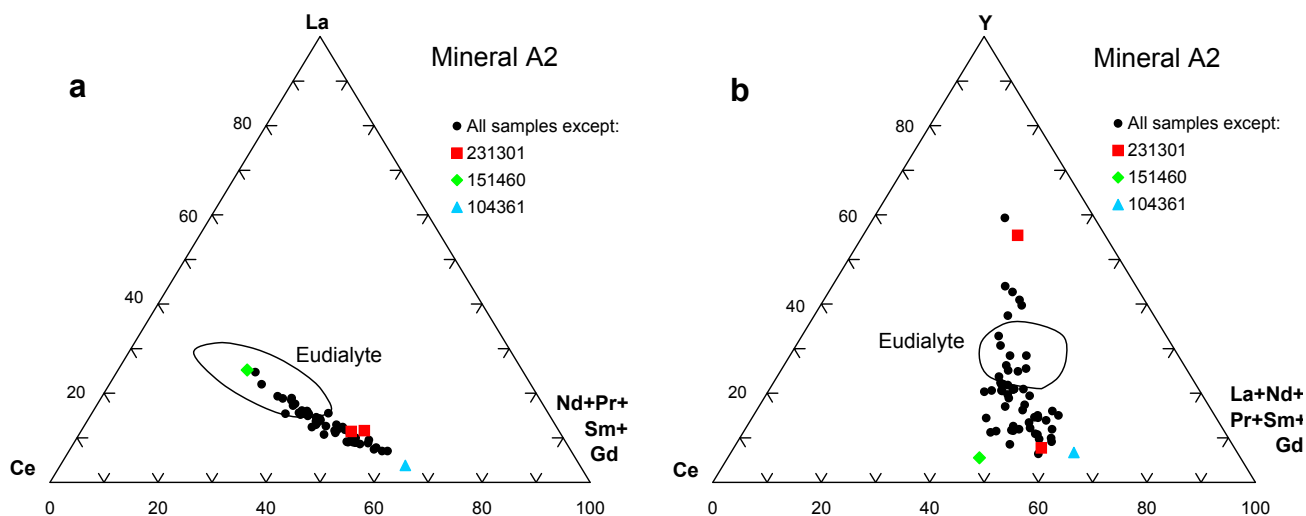 La
a
Mineral A2
All samples except:
231301
151460
104361
80
60
40
20
Eudialyte
Nd+Pr+
Sm+
Gd
Ce
0
20
40
60
80
100
Y
b
Mineral A2
All samples except:
231301
151460
104361
80
60
40
20
Eudialyte
La+Nd+
Pr+Sm+
Gd
Ce
0
20
40
60
80
100